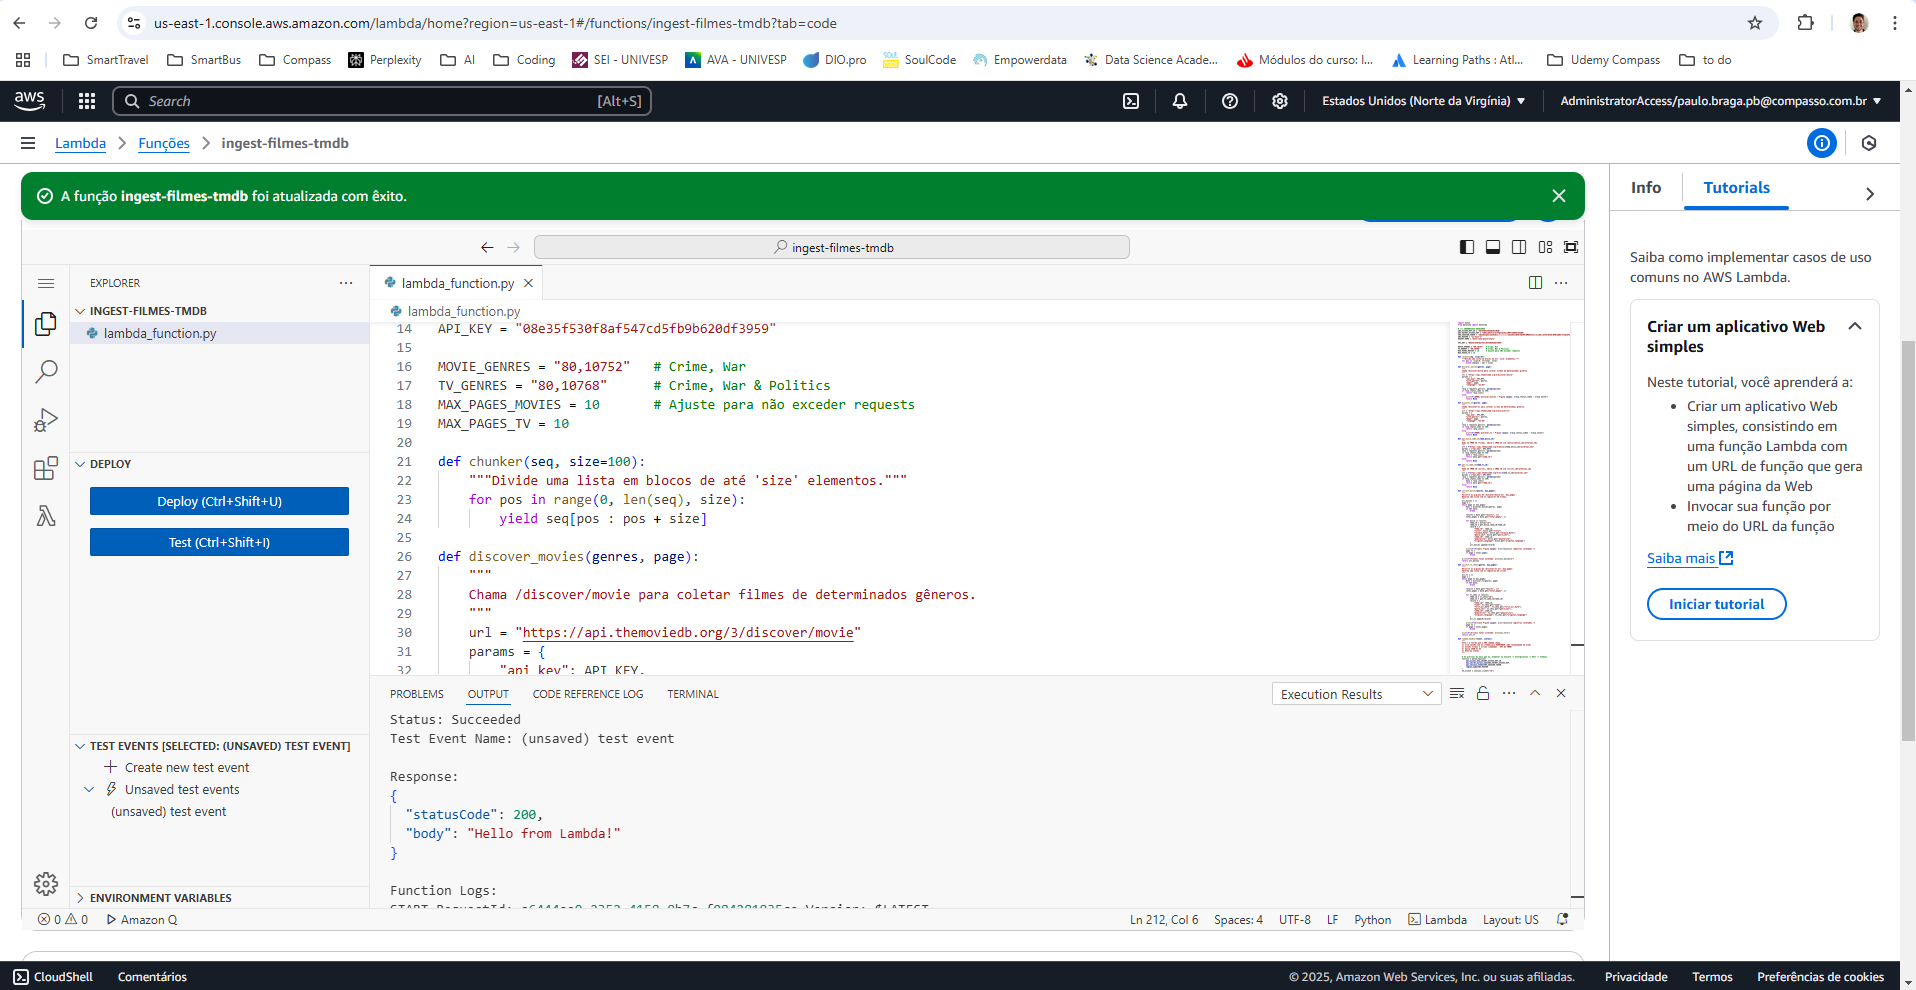 us-east-1.console.aws.amazon.com/lambda/home?region=us-east-1#/functions/ingest-filmes-tmdb?tab=code
SmartTravel SmartBus Compass Perplexity AI Coding SEI - UNIVESP AVA - UNIVESP DIO.pro SoulCode Empowerdata Data Science Acade... Módulos do curso: I... Learning Paths : Atl... Udemy Compass to do
aws Search [Alt+S] Estados Unidos (Norte da Virgínia) AdministratorAccess/paulo.braga.pb@compasso.com.br
Lambda Funções ingest-filmes-tmdb
A função ingest-filmes-tmdb foi atualizada com êxito.
ingest-filmes-tmdb
EXPLORER
INGEST-FILMES-TMDB
lambda_function.py
DEPLOY
Deploy (Ctrl+Shift+U)
Test (Ctrl+Shift+I)
TEST EVENTS [SELECTED: (UNSAVED) TEST EVENT]
Create new test event
Unsaved test events
(unsaved) test event
ENVIRONMENT VARIABLES
lambda_function.py
lambda_function.py
14 API_KEY = "08e35f530f8af547cd5fb9b620df3959"
15
16 MOVIE_GENRES = "80,10752" # Crime, War
17 TV_GENRES = "80,10768" # Crime, War & Politics
18 MAX_PAGES_MOVIES = 10 # Ajuste para não exceder requests
19 MAX_PAGES_TV = 10
20
21 def chunker(seq, size=100):
22 """Divide uma lista em blocos de até 'size' elementos."""
23 for pos in range(0, len(seq), size):
24 yield seq[pos : pos + size]
25
26 def discover_movies(genres, page):
27 """
28 Chama /discover/movie para coletar filmes de determinados gêneros.
29 """
30 url = "https://api.themoviedb.org/3/discover/movie"
31 params = {
32 "api_key": API_KEY,
PROBLEMS OUTPUT CODE REFERENCE LOG TERMINAL Execution Results
Status: Succeeded
Test Event Name: (unsaved) test event
Response:
{
"statusCode": 200,
"body": "Hello from Lambda!"
}
Function Logs:
0 0 Amazon Q Ln 212, Col 6 Spaces: 4 UTF-8 LF Python Lambda Layout: US
Info Tutorials
Saiba como implementar casos de uso
comuns no AWS Lambda.
Criar um aplicativo Web
simples
Neste tutorial, você aprenderá a:
Criar um aplicativo Web
simples, consistindo em
uma função Lambda com
um URL de função que gera
uma página da Web
Invocar sua função por
meio do URL da função
Saiba mais
Iniciar tutorial
CloudShell Comentários © 2025, Amazon Web Services, Inc. ou suas afiliadas. Privacidade Termos Preferências de cookies